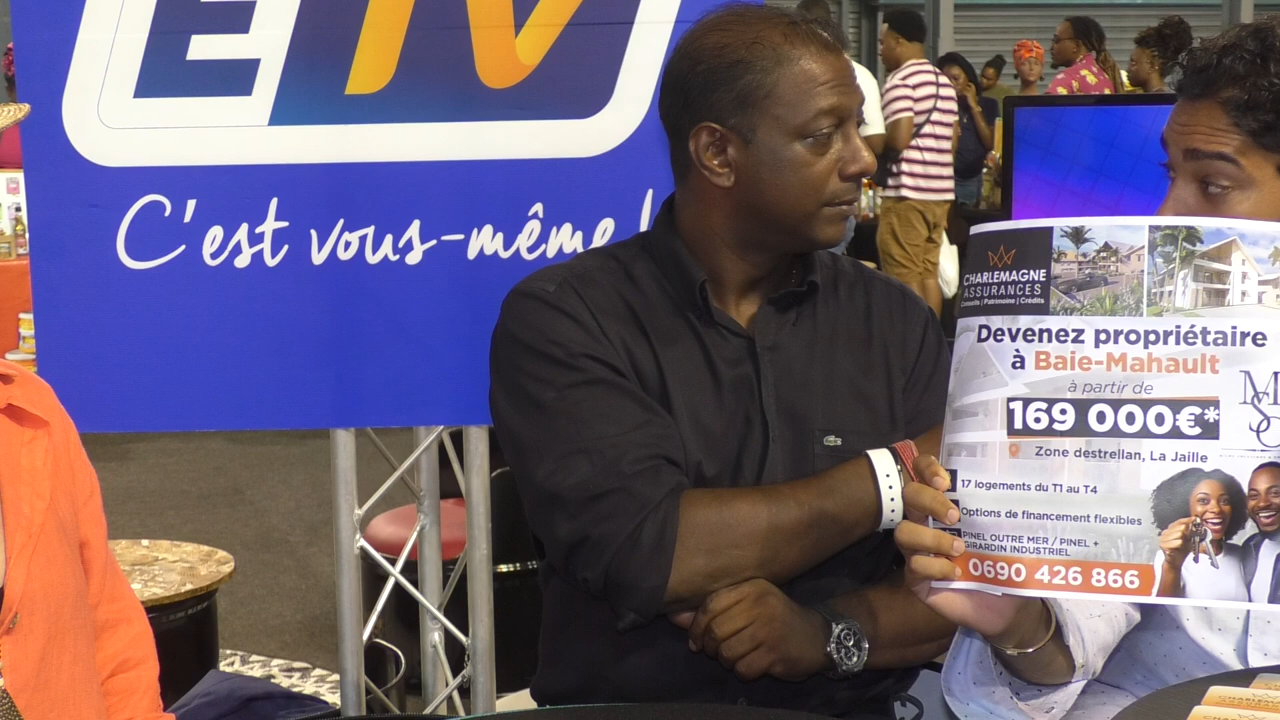 ETV
C'est vous-même !
CHARLEMAGNE
ASSURANCES
Conseils | Patrimoine | Crédits
Devenez propriétaire
à Baie-Mahault
à partir de
169 000€*
Zone destrellan, La Jaille
17 logements du T1 au T4
Options de financement flexibles
PINEL OUTRE MER / PINEL +
GIRARDIN INDUSTRIEL
0690 426 866